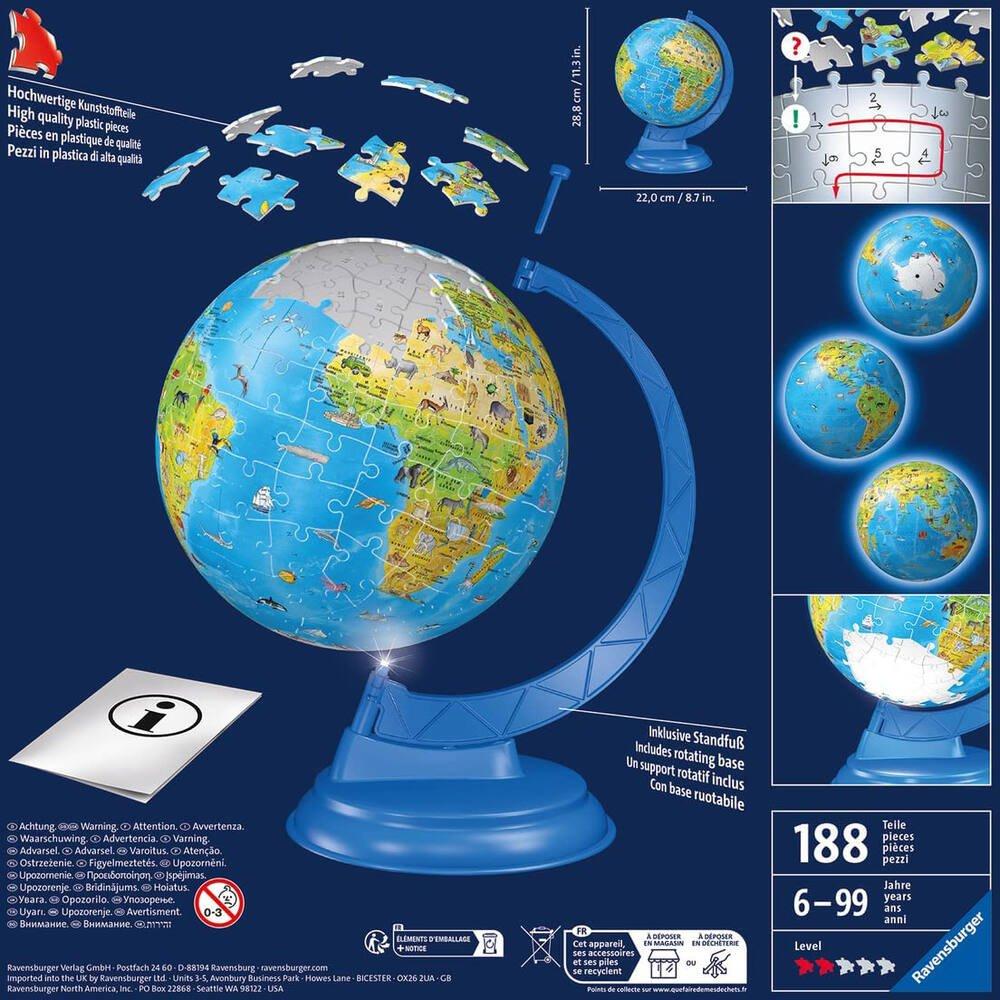 Hochwertige Kunststoffteile
High quality plastic pieces
Pièces en plastique de qualité
Pezzi in plastica di alta qualità
28,8 cm / 11.3 in.
22,0 cm / 8.7 in.
?
!
1
2
3
4
5
6
Inklusive Standfuß
Includes rotating base
Un support rotatif inclus
Con base ruotabile
i
188
Teile
pieces
pièces
pezzi
6–99
Jahre
years
ans
anni
Level
Ravensburger
Achtung. Warning. Attention. Avvertenza.
Waarschuwing. Advertencia. Varning.
Advarsel. Advarsel. Varoitus. Atenção.
Ostrzeżenie. Figyelmeztetés. Upozornění.
Upozornenie. Προειδοποίηση. Įspėjimas.
Upozorenje. Brīdinājums. Hoiatus.
Увага. Opozorilo. Упозорење.
Uyarı. Upozorenje. Avertisment.
Внимание. Внимание. זהירות.
0-3
FR
ÉLÉMENTS D'EMBALLAGE
+ NOTICE
FR
Cet appareil,
ses accessoires
et ses piles
se recyclent
À DÉPOSER
EN MAGASIN
OU
À DÉPOSER
EN DÉCHÈTERIE
Points de collecte sur www.quefairedemesdechets.fr
Ravensburger Verlag GmbH · Postfach 24 60 · D-88194 Ravensburg · ravensburger.com
Imported into the UK by Ravensburger Ltd. · Units 3-5, Avonbury Business Park · Howes Lane · BICESTER · OX26 2UA · GB
Ravensburger North America, Inc. · PO Box 22868 · Seattle WA 98122 · USA